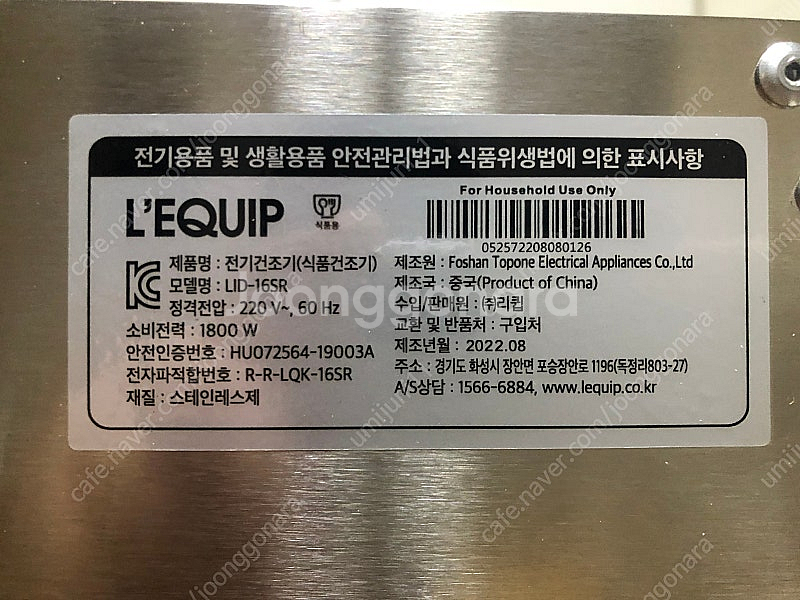 전기용품 및 생활용품 안전관리법과 식품위생법에 의한 표시사항
L'EQUIP
식품용
For Household Use Only
052572208080126
제품명 : 전기건조기(식품건조기)
모델명 : LID-16SR
정격전압 : 220 V~, 60 Hz
소비전력 : 1800 W
안전인증번호 : HU072564-19003A
전자파적합번호 : R-R-LQK-16SR
재질 : 스테인레스제
제조원 : Foshan Topone Electrical Appliances Co.,Ltd
제조국 : 중국(Product of China)
수입/판매원 : ㈜리큅
교환 및 반품처 : 구입처
제조년월 : 2022.08
주소 : 경기도 화성시 장안면 포승장안로 1196(독정리803-27)
A/S상담 : 1566-6884, www.lequip.co.kr
joonggonara
cafe.naver.com/joonggonara
umijunn11